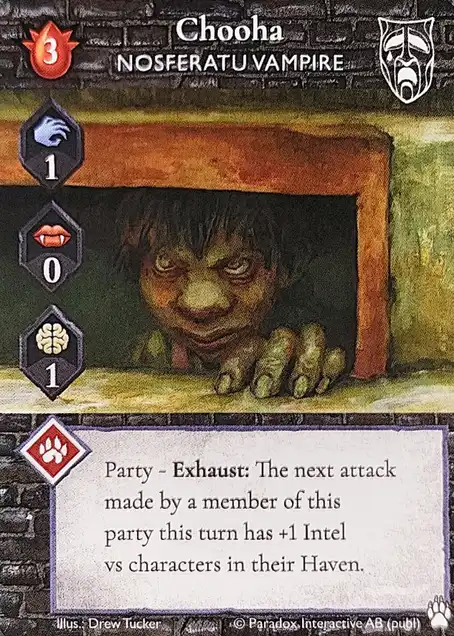 Chooha
3
NOSFERATU VAMPIRE
1
0
1
Party - Exhaust: The next attack
made by a member of this
party this turn has +1 Intel
vs characters in their Haven.
Illus.: Drew Tucker © Paradox Interactive AB (publ)